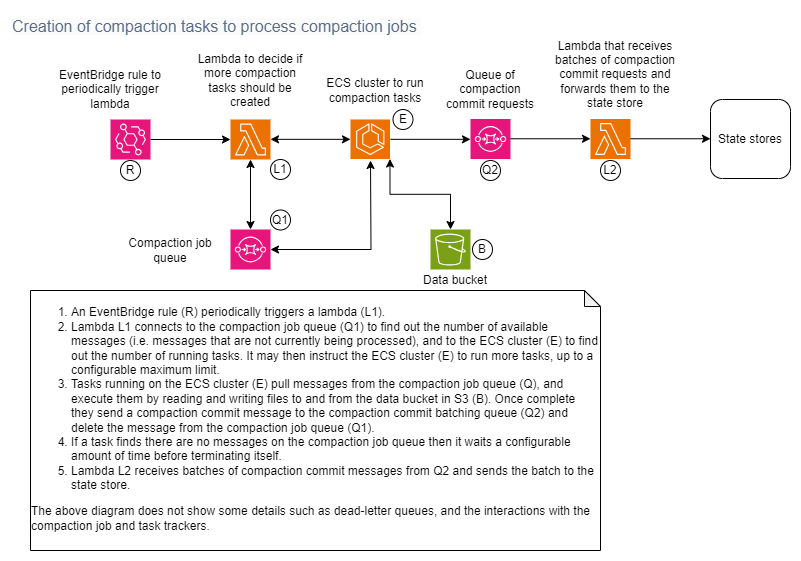 Creation of compaction tasks to process compaction jobs
EventBridge rule to
periodically trigger
lambda
Lambda to decide if
more compaction
tasks should be
created
ECS cluster to run
compaction tasks
Queue of
compaction
commit requests
Lambda that receives
batches of compaction
commit requests and
forwards them to the
state store
State stores
R
L1
E
Q2
L2
Q1
Compaction job
queue
B
Data bucket
1. An EventBridge rule (R) periodically triggers a lambda (L1).
2. Lambda L1 connects to the compaction job queue (Q1) to find out the number of available
messages (i.e. messages that are not currently being processed), and to the ECS cluster (E) to find
out the number of running tasks. It may then instruct the ECS cluster (E) to run more tasks, up to a
configurable maximum limit.
3. Tasks running on the ECS cluster (E) pull messages from the compaction job queue (Q), and
execute them by reading and writing files to and from the data bucket in S3 (B). Once complete
they send a compaction commit message to the compaction commit batching queue (Q2) and
delete the message from the compaction job queue (Q1).
4. If a task finds there are no messages on the compaction job queue then it waits a configurable
amount of time before terminating itself.
5. Lambda L2 receives batches of compaction commit messages from Q2 and sends the batch to the
state store.
The above diagram does not show some details such as dead-letter queues, and the interactions with the
compaction job and task trackers.